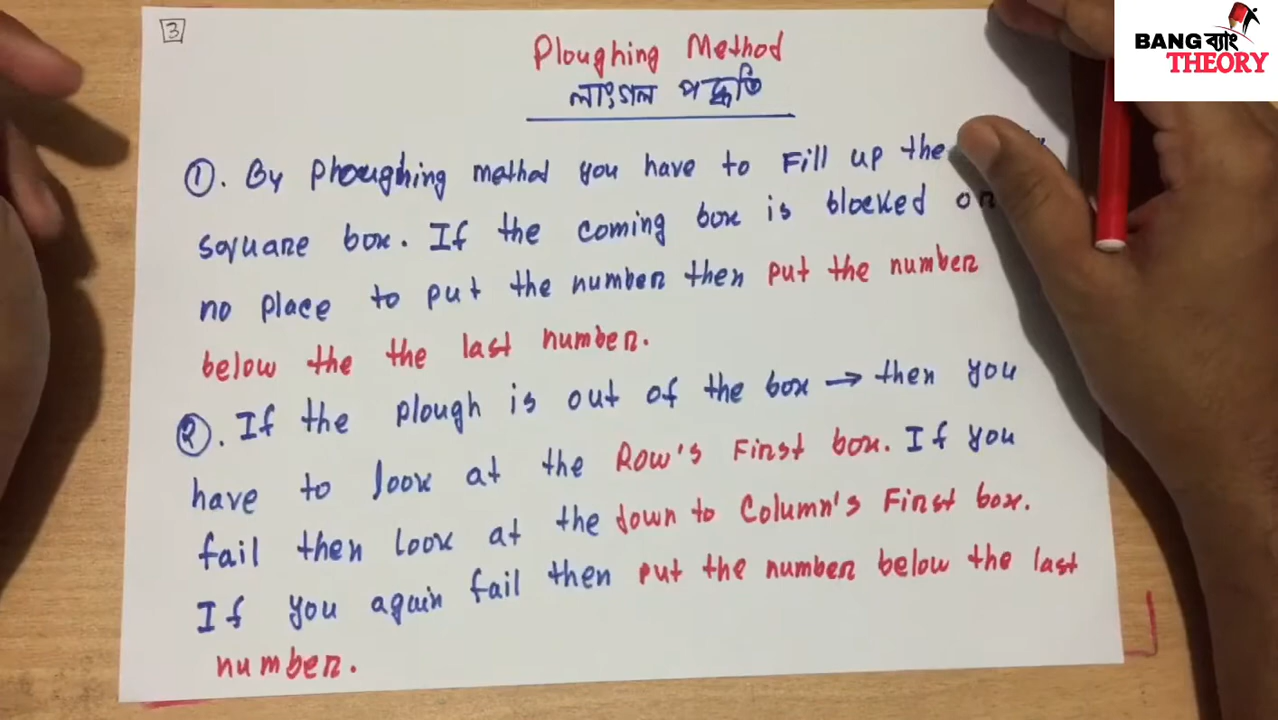 3
BANG ব্যাং
THEORY
Ploughing Method
লাংগল পদ্ধতি
①. By Ploughing method you have to Fill up the
square box. If the coming box is blocked on
no place to put the number then put the number
below the the last number.
②. If the plough is out of the box → then you
have to look at the Row's First box. If you
fail then look at the down to Column's First box.
If you again fail then put the number below the last
number.